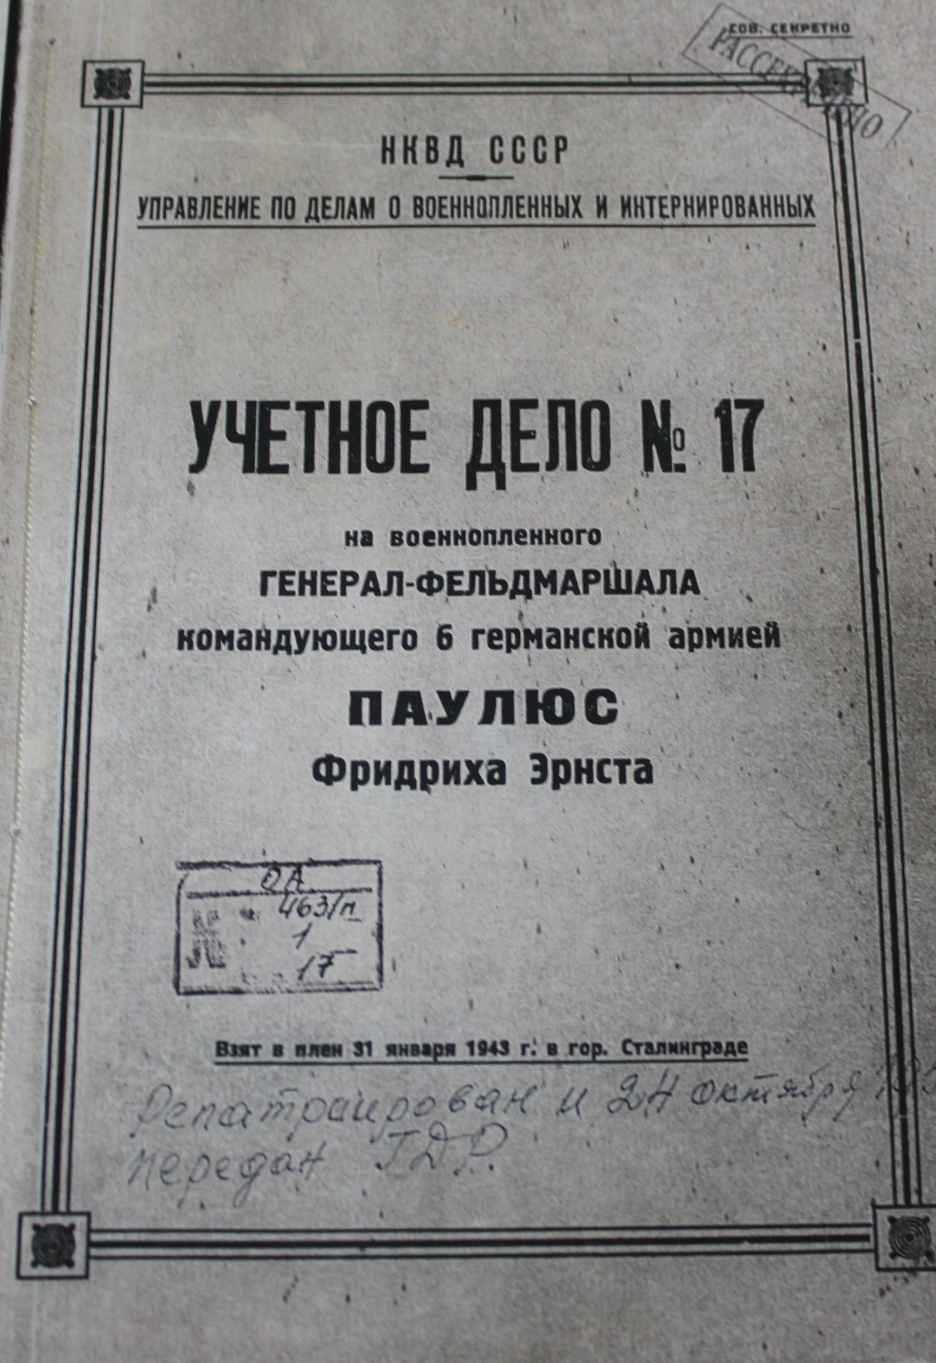 СОВ. СЕКРЕТНО
РАССЕКРЕЧЕНО
НКВД СССР
УПРАВЛЕНИЕ ПО ДЕЛАМ О ВОЕННОПЛЕННЫХ И ИНТЕРНИРОВАННЫХ
УЧЕТНОЕ ДЕЛО № 17
на военнопленного
ГЕНЕРАЛ-ФЕЛЬДМАРШАЛА
командующего 6 германской армией
ПАУЛЮС
Фридриха Эрнста
ОА
463/п
№ 1
17
Взят в плен 31 января 1943 г. в гор. Сталинграде
Репатриирован и 24 октября
передан ГДР.